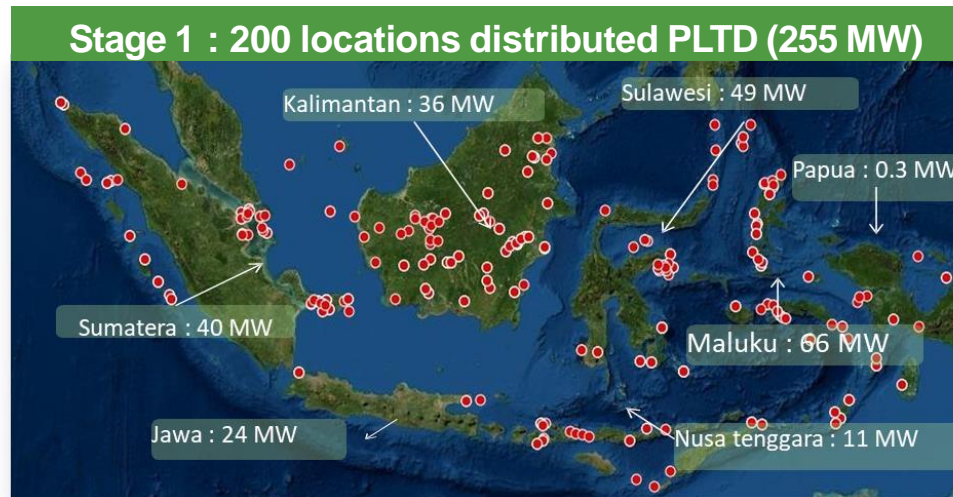 Stage 1 : 200 locations distributed PLTD (255 MW)
Kalimantan : 36 MW
Sulawesi : 49 MW
Papua : 0.3 MW
Sumatera : 40 MW
Maluku : 66 MW
Jawa : 24 MW
Nusa tenggara : 11 MW